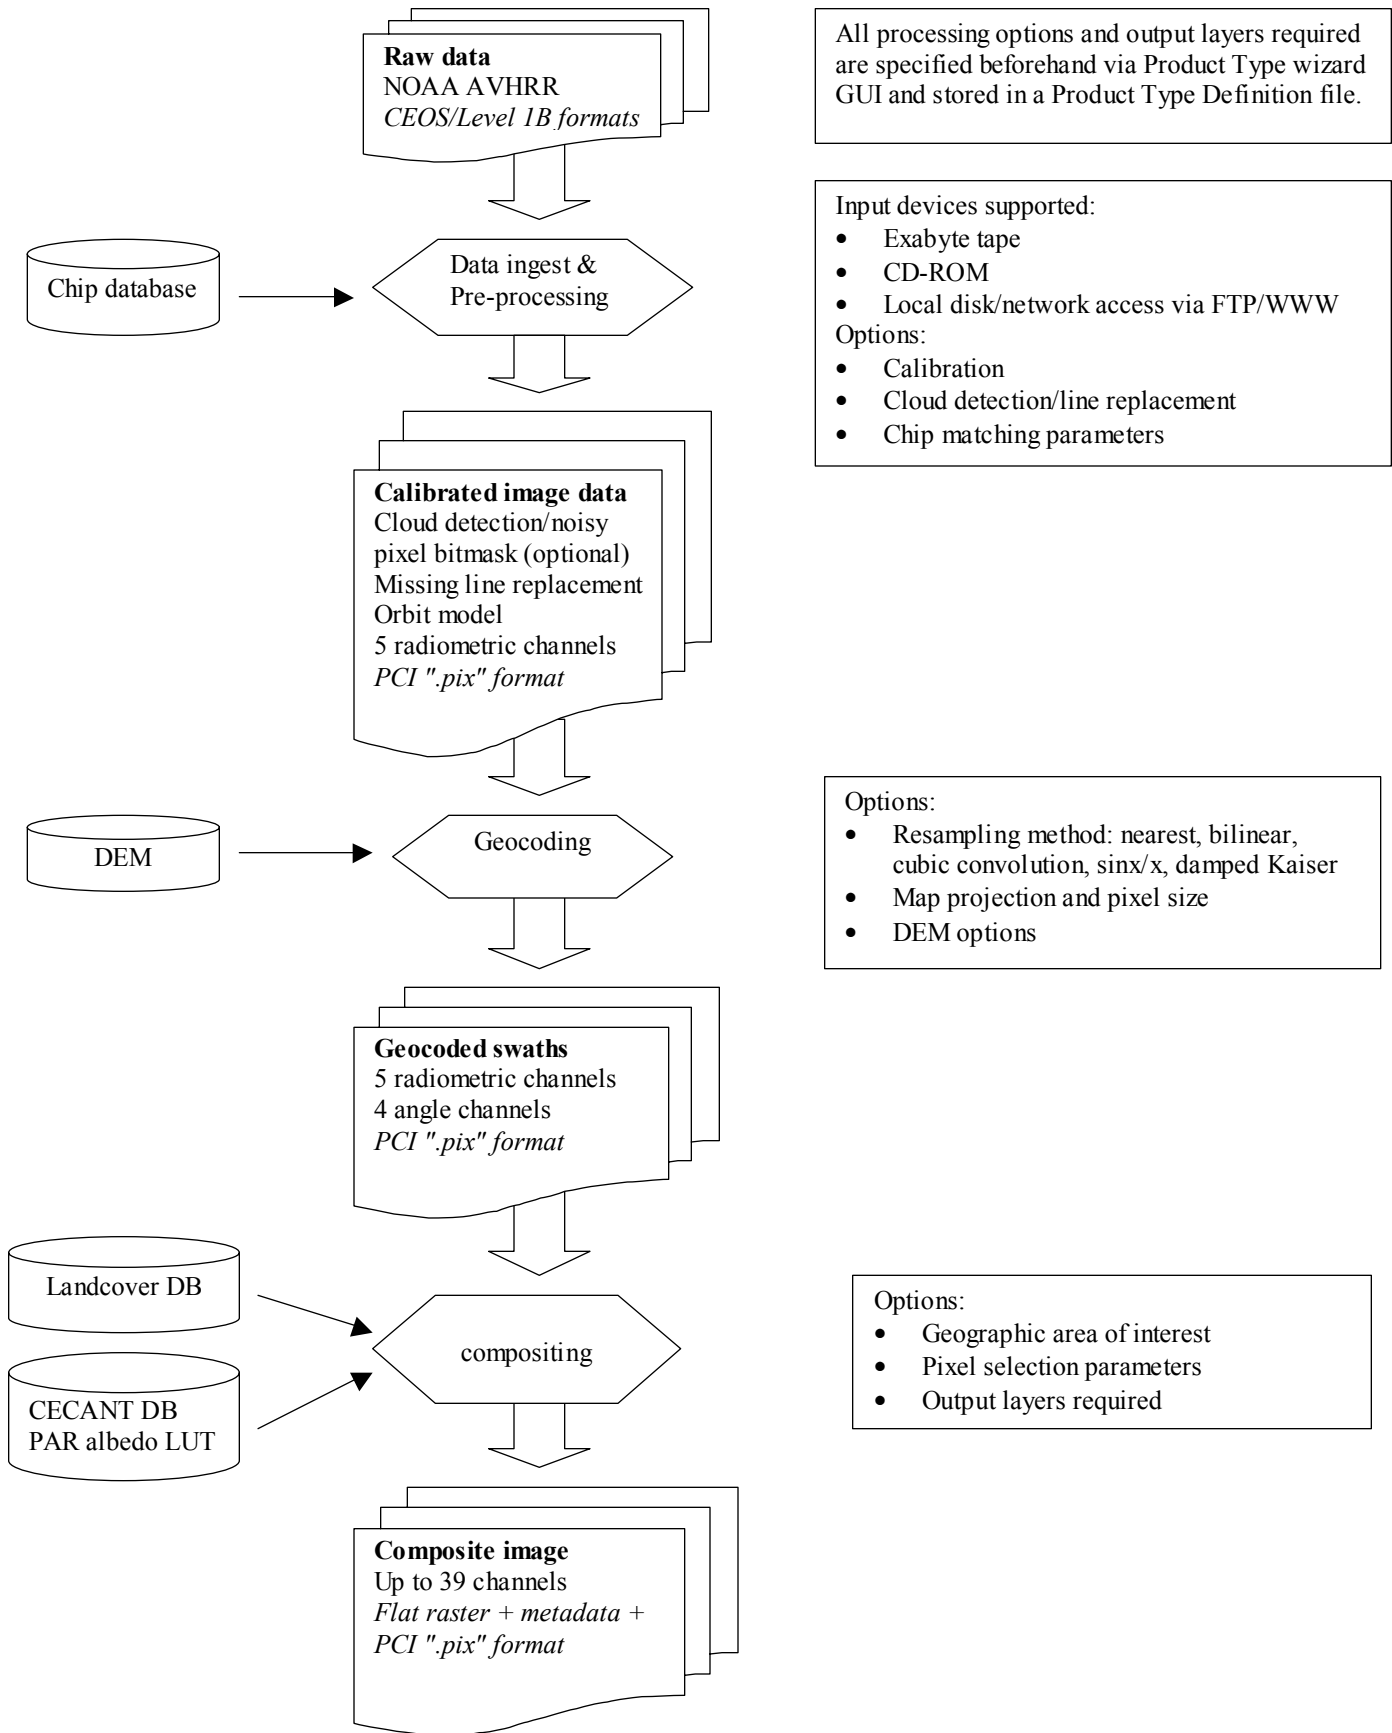 Raw data
NOAA AVHRR
CEOS/Level 1B formats
All processing options and output layers required
are specified beforehand via Product Type wizard
GUI and stored in a Product Type Definition file.
Chip database
Data ingest &
Pre-processing
Input devices supported:
• Exabyte tape
• CD-ROM
• Local disk/network access via FTP/WWW
Options:
• Calibration
• Cloud detection/line replacement
• Chip matching parameters
Calibrated image data
Cloud detection/noisy
pixel bitmask (optional)
Missing line replacement
Orbit model
5 radiometric channels
PCI ".pix" format
DEM
Geocoding
Options:
• Resampling method: nearest, bilinear,
cubic convolution, sinx/x, damped Kaiser
• Map projection and pixel size
• DEM options
Geocoded swaths
5 radiometric channels
4 angle channels
PCI ".pix" format
Landcover DB
CECANT DB
PAR albedo LUT
compositing
Options:
• Geographic area of interest
• Pixel selection parameters
• Output layers required
Composite image
Up to 39 channels
Flat raster + metadata +
PCI ".pix" format